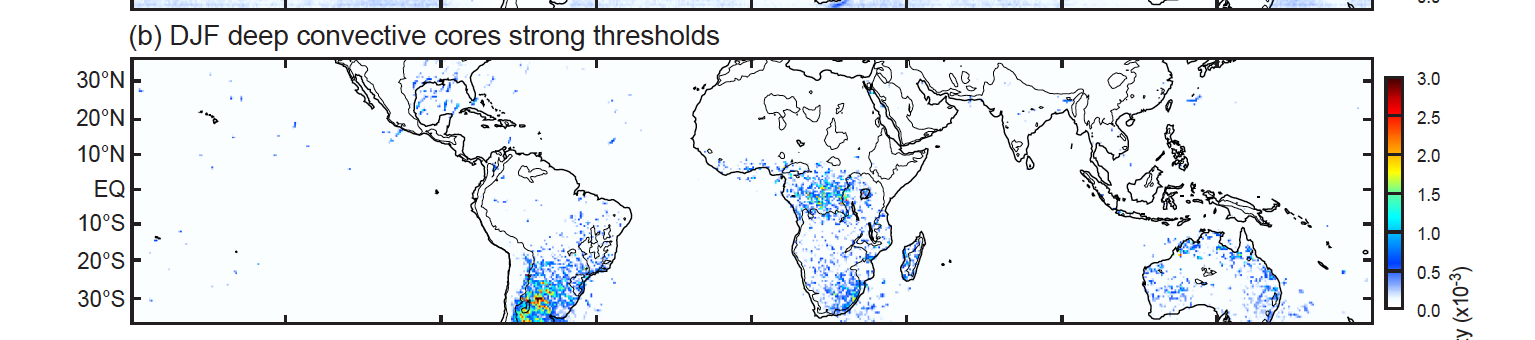 (b) DJF deep convective cores strong thresholds
30°N
20°N
10°N
EQ
10°S
20°S
30°S
3.0
2.5
2.0
1.5
1.0
0.5
0.0
(x10-3)